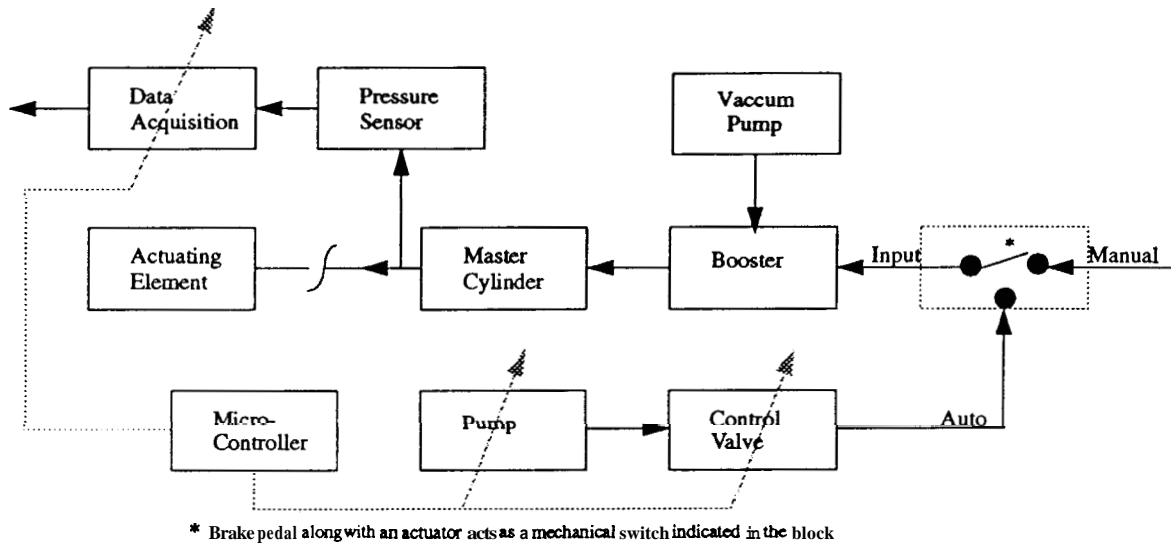 Data
Acquisition
Pressure
Sensor
Vaccum
Pump
Actuating
Element
Master
Cylinder
Booster
Input
*
Manual
Micro-
Controller
Pump
Control
Valve
Auto
* Brake pedal along with an actuator acts as a mechanical switch indicated in the block